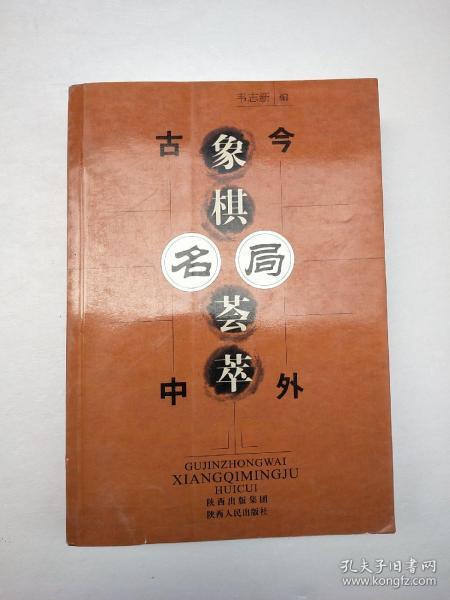 韦志新 编
古 今
象
棋
名局
荟
萃
中 外
GUJINZHONGWAI
XIANGQIMINGJU
HUICUI
陕西出版集团
陕西人民出版社
孔夫子旧书网
www.kongfz.com